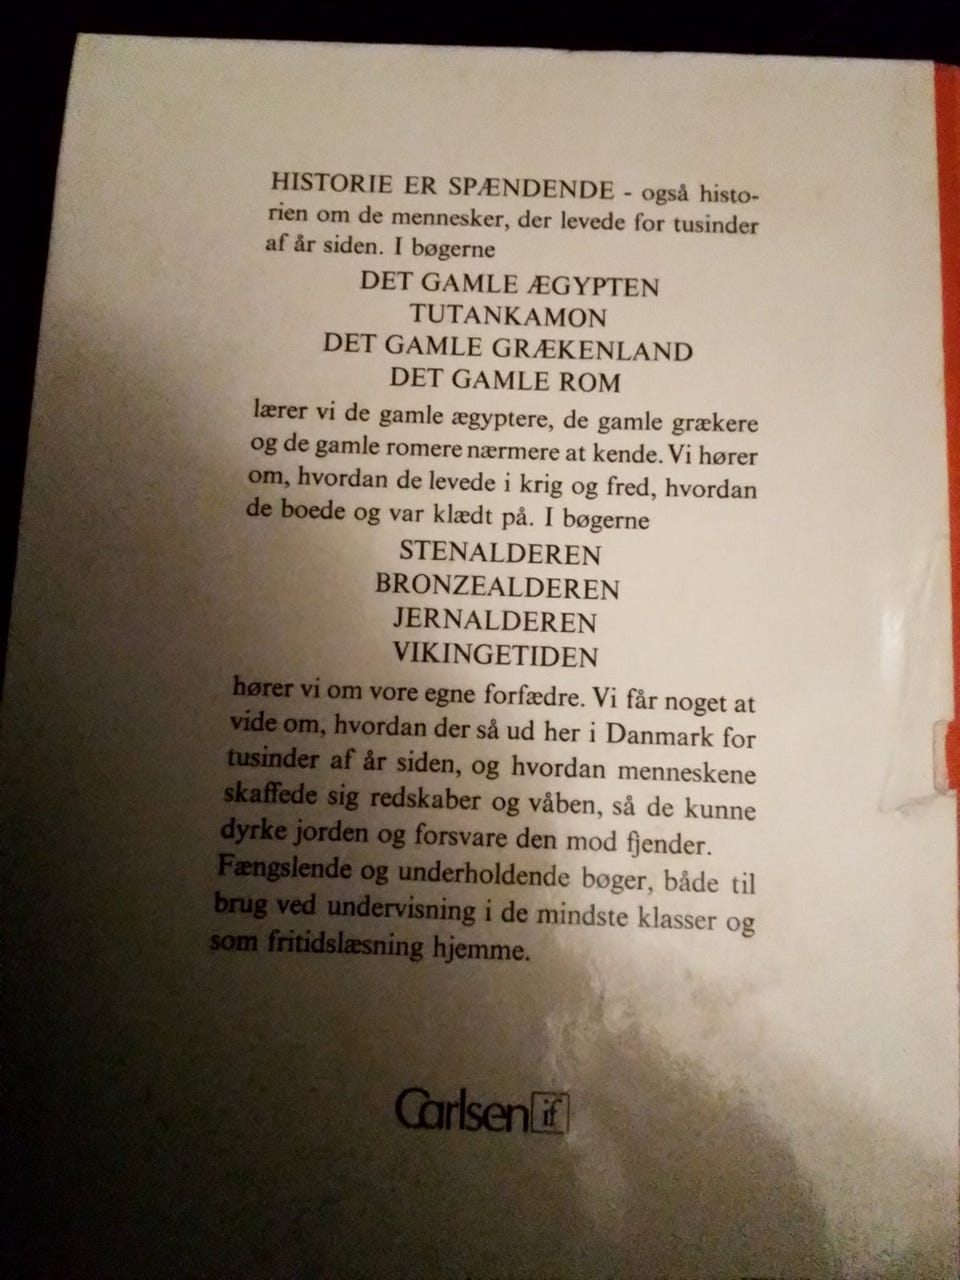 HISTORIE ER SPÆNDENDE - også histo-
rien om de mennesker, der levede for tusinder
af år siden. I bøgerne
DET GAMLE ÆGYPTEN
TUTANKAMON
DET GAMLE GRÆKENLAND
DET GAMLE ROM
lærer vi de gamle ægyptere, de gamle grækere
og de gamle romere nærmere at kende. Vi hører
om, hvordan de levede i krig og fred, hvordan
de boede og var klædt på. I bøgerne
STENALDEREN
BRONZEALDEREN
JERNALDEREN
VIKINGETIDEN
hører vi om vore egne forfædre. Vi får noget at
vide om, hvordan der så ud her i Danmark for
tusinder af år siden, og hvordan menneskene
skaffede sig redskaber og våben, så de kunne
dyrke jorden og forsvare den mod fjender.
Fængslende og underholdende bøger, både til
brug ved undervisning i de mindste klasser og
som fritidslæsning hjemme.
Carlsen if